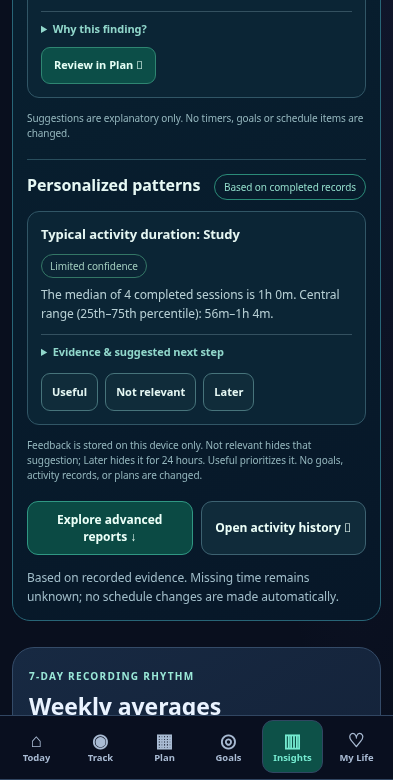 ▶ Why this finding?
Review in Plan
Suggestions are explanatory only. No timers, goals or schedule items are
changed.
Personalized patterns
Based on completed records
Typical activity duration: Study
Limited confidence
The median of 4 completed sessions is 1h 0m. Central
range (25th–75th percentile): 56m–1h 4m.
▶ Evidence & suggested next step
Useful Not relevant Later
Feedback is stored on this device only. Not relevant hides that
suggestion; Later hides it for 24 hours. Useful prioritizes it. No goals,
activity records, or plans are changed.
Explore advanced
reports ↓
Open activity history
Based on recorded evidence. Missing time remains
unknown; no schedule changes are made automatically.
7-DAY RECORDING RHYTHM
Weekly averages
Today Track Plan Goals Insights My Life